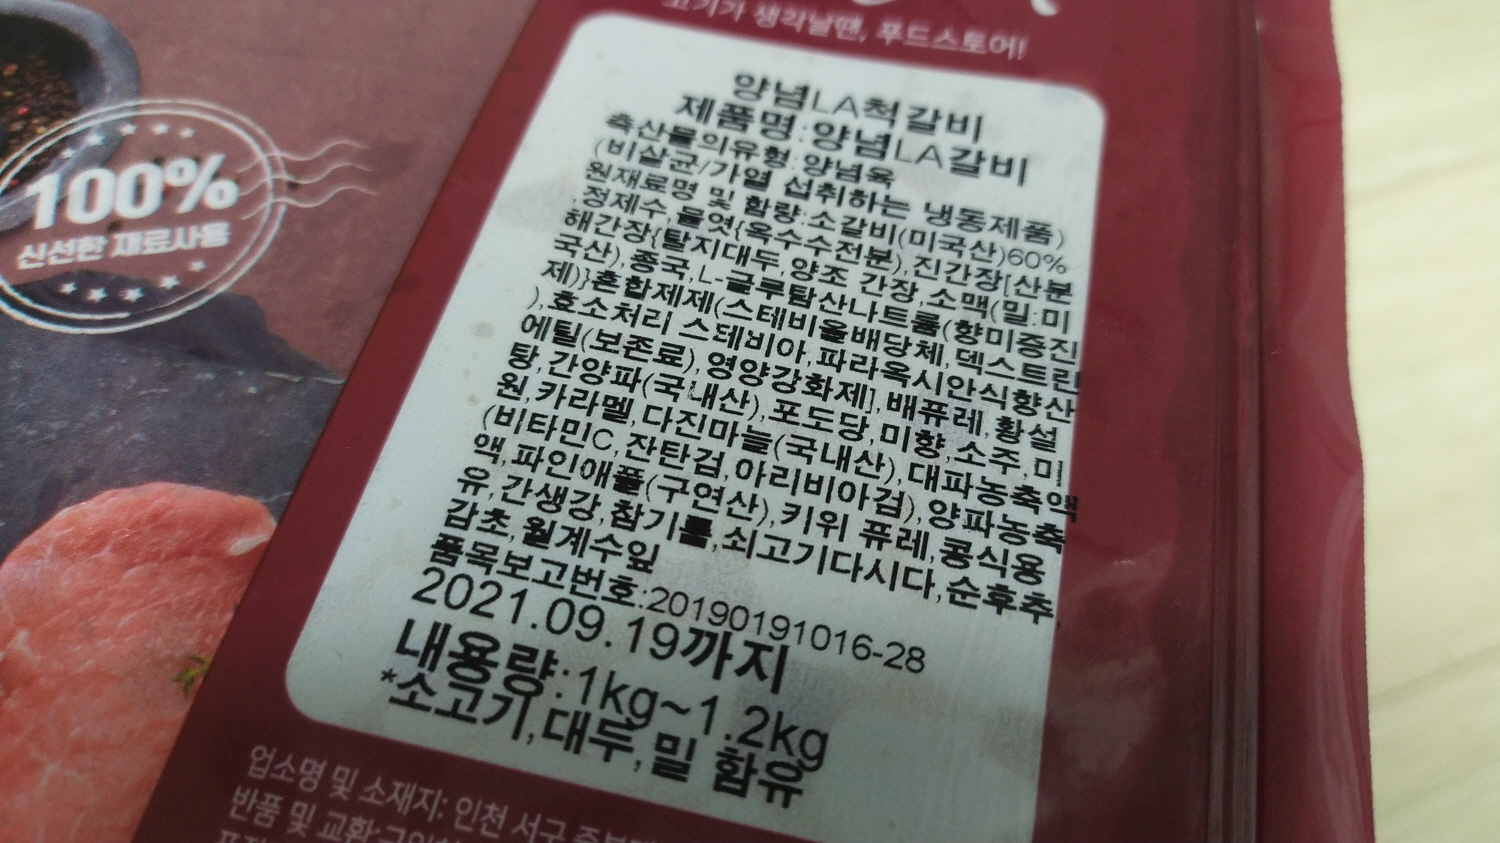 고기가 생각날땐, 푸드스토어!
100%
신선한 재료사용
양념LA척갈비
제품명:양념LA갈비
축산물의유형:양념육
(비살균/가열 섭취하는 냉동제품)
원재료명 및 함량:소갈비(미국산)60%
,정제수,물엿{옥수수전분),진간장[산분
해간장{탈지대두,양조 간장,소맥(밀:미
국산),종국,L-글루탐산나트륨(향미증진
제)}혼합제제(스테비올배당체,덱스트린
),효소처리 스테비아,파라옥시안식향산
에틸(보존료),영양강화제],배퓨레,황설
탕,간양파(국내산),포도당,미향,소주,미
원,카라멜,다진마늘(국내산),대파농축액
(비타민C,잔탄검,아리비아검),양파농축
액,파인애플(구연산),키위 퓨레,콩식용
유,간생강,참기름,쇠고기다시다,순후추,
감초,월계수잎
품목보고번호:20190191016-28
2021.09.19까지
내용량:1kg~1.2kg
*소고기,대두,밀 함유
업소명 및 소재지: 인천 서구
반품 및 교환: